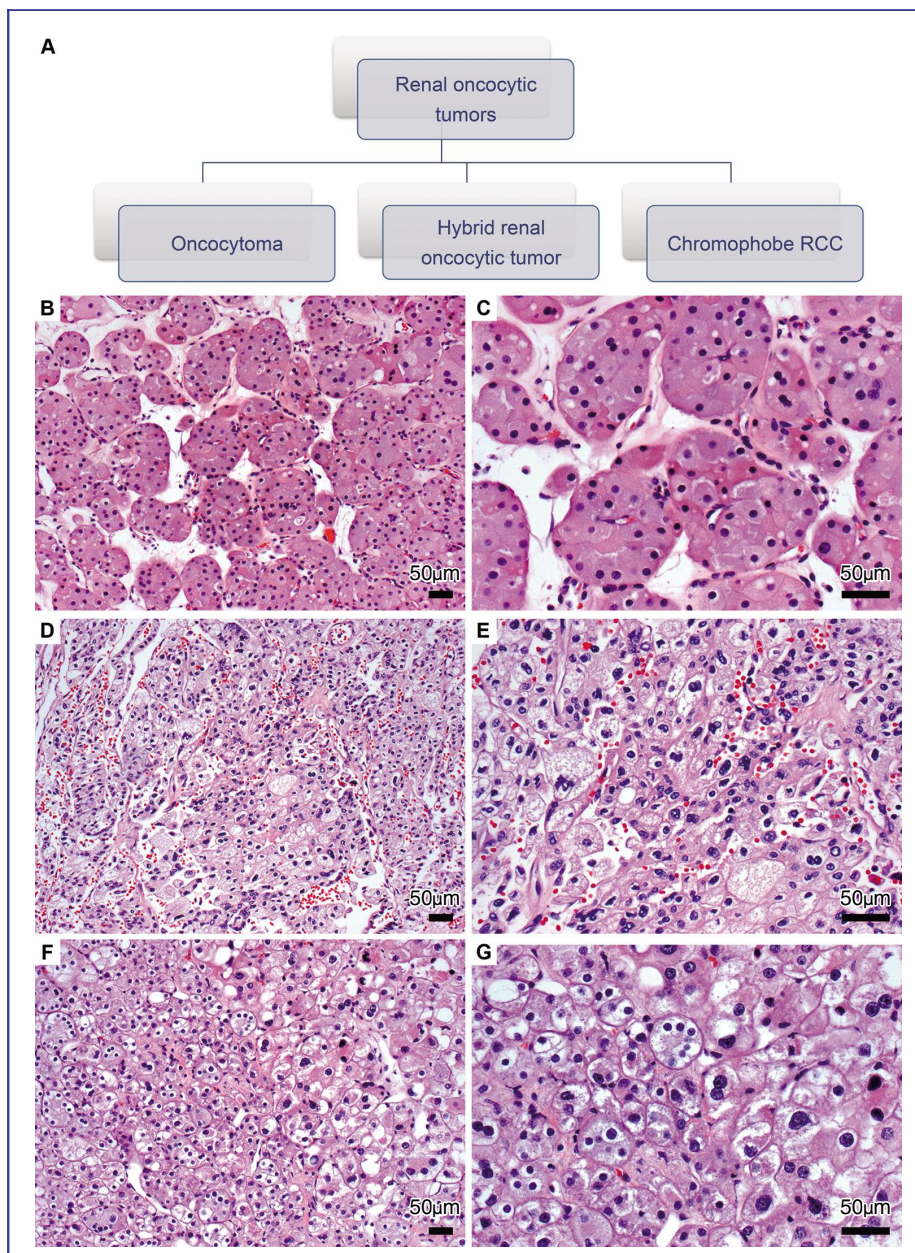 A
Renal oncocytic
tumors
Oncocytoma
Hybrid renal
oncocytic tumor
Chromophobe RCC
B
50µm
C
50µm
D
50µm
E
50µm
F
50µm
G
50µm